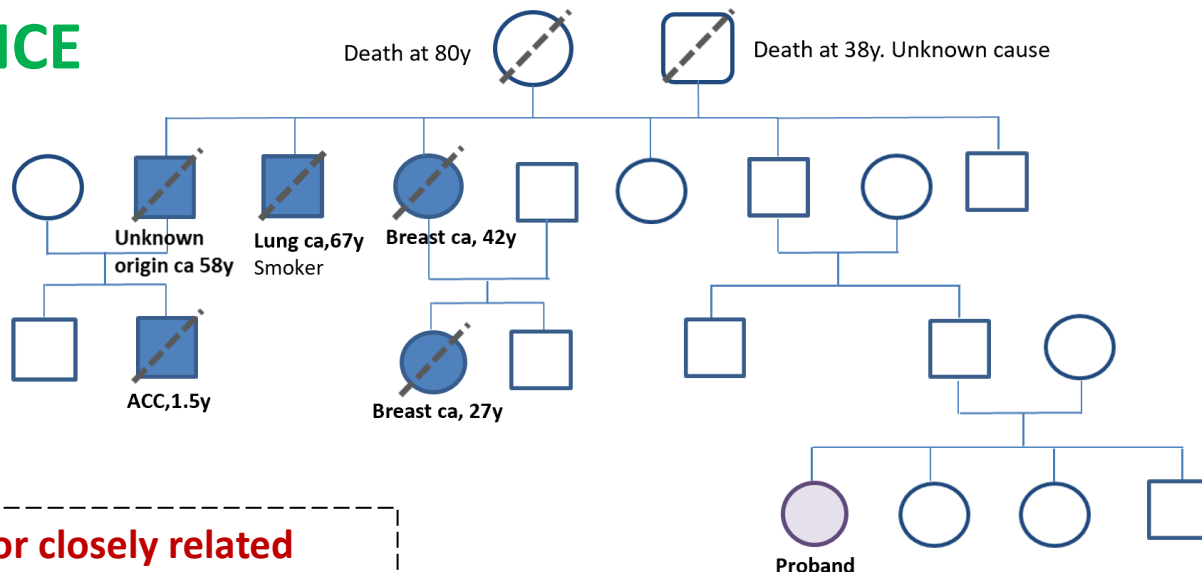 ICE
Death at 80y
Death at 38y. Unknown cause
Unknown
origin ca 58y
Lung ca,67y
Smoker
Breast ca, 42y
ACC,1.5y
Breast ca, 27y
Proband
or closely related